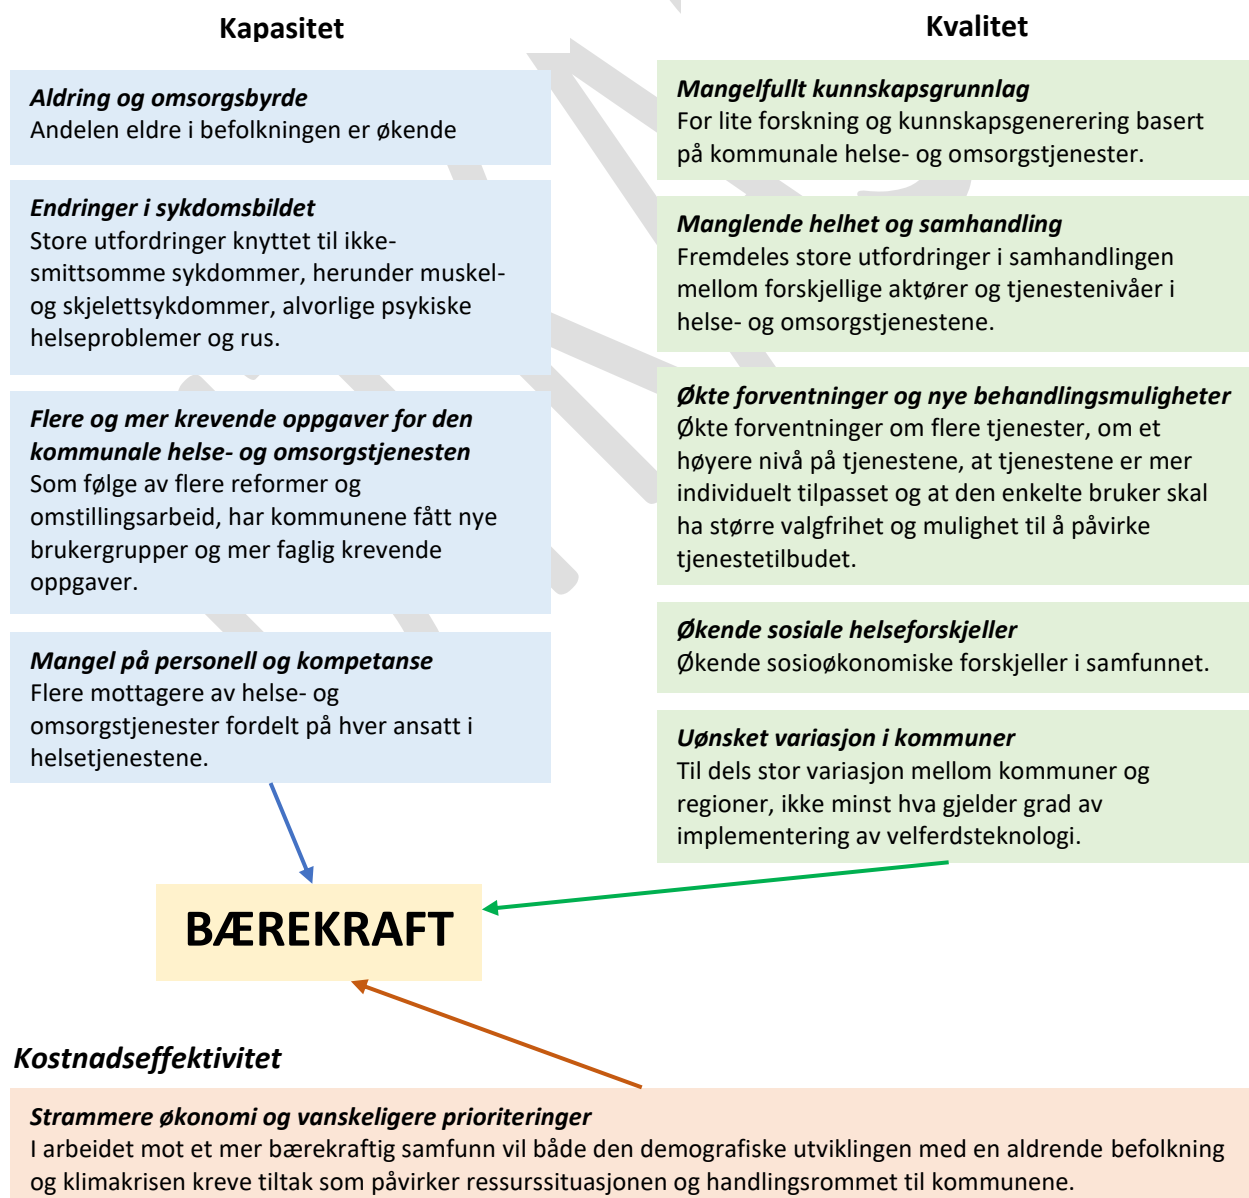 Kapasitet
Aldring og omsorgsbyrde
Andelen eldre i befolkningen er økende
Endringer i sykdomsbildet
Store utfordringer knyttet til ikke-
smittsomme sykdommer, herunder muskel-
og skjelettsykdommer, alvorlige psykiske
helseproblemer og rus.
Flere og mer krevende oppgaver for den
kommunale helse- og omsorgstjenesten
Som følge av flere reformer og
omstillingsarbeid, har kommunene fått nye
brukergrupper og mer faglig krevende
oppgaver.
Mangel på personell og kompetanse
Flere mottagere av helse- og
omsorgstjenester fordelt på hver ansatt i
helsetjenestene.
Kvalitet
Mangelfullt kunnskapsgrunnlag
For lite forskning og kunnskapsgenerering basert
på kommunale helse- og omsorgstjenester.
Manglende helhet og samhandling
Fremdeles store utfordringer i samhandlingen
mellom forskjellige aktører og tjenestenivåer i
helse- og omsorgstjenestene.
Økte forventninger og nye behandlingsmuligheter
Økte forventninger om flere tjenester, om et
høyere nivå på tjenestene, at tjenestene er mer
individuelt tilpasset og at den enkelte bruker skal
ha større valgfrihet og mulighet til å påvirke
tjenestetilbudet.
Økende sosiale helseforskjeller
Økende sosioøkonomiske forskjeller i samfunnet.
Uønsket variasjon i kommuner
Til dels stor variasjon mellom kommuner og
regioner, ikke minst hva gjelder grad av
implementering av velferdsteknologi.
BÆREKRAFT
Kostnadseffektivitet
Strammere økonomi og vanskeligere prioriteringer
I arbeidet mot et mer bærekraftig samfunn vil både den demografiske utviklingen med en aldrende befolkning
og klimakrisen kreve tiltak som påvirker ressurssituasjonen og handlingsrommet til kommunene.